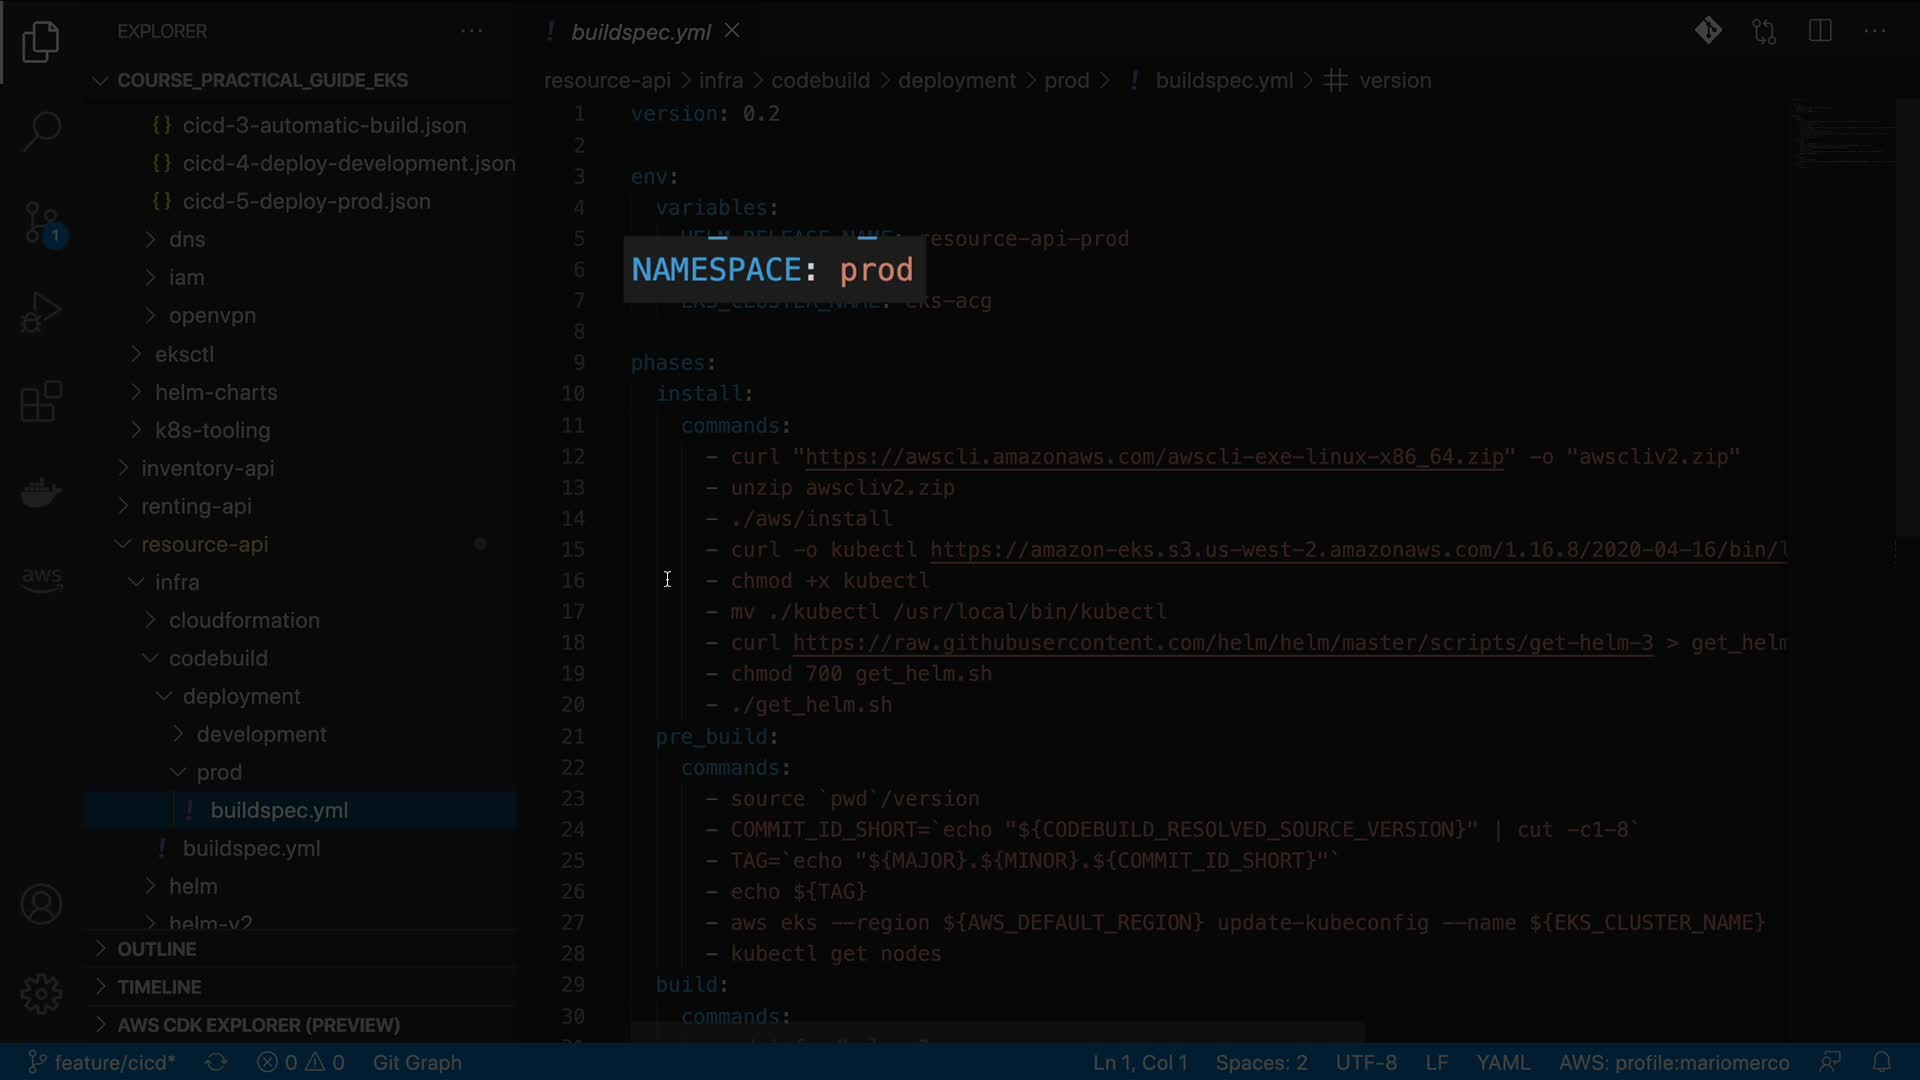 EXPLORER
COURSE_PRACTICAL_GUIDE_EKS
cicd-3-automatic-build.json
cicd-4-deploy-development.json
cicd-5-deploy-prod.json
dns
iam
openvpn
eksctl
helm-charts
k8s-tooling
inventory-api
renting-api
resource-api
infra
cloudformation
codebuild
deployment
development
prod
! buildspec.yml
! buildspec.yml
helm
helm-v2
OUTLINE
TIMELINE
AWS CDK EXPLORER (PREVIEW)
1
aws
! buildspec.yml
resource-api > infra > codebuild > deployment > prod > ! buildspec.yml > version
1 version: 0.2
2
3 env:
4 variables:
5 HELM_RELEASE_NAME: resource-api-prod
6 NAMESPACE: prod
7 EKS_CLUSTER_NAME: eks-acg
8
9 phases:
10 install:
11 commands:
12 - curl "https://awscli.amazonaws.com/awscli-exe-linux-x86_64.zip" -o "awscliv2.zip"
13 - unzip awscliv2.zip
14 - ./aws/install
15 - curl -o kubectl https://amazon-eks.s3.us-west-2.amazonaws.com/1.16.8/2020-04-16/bin/l
16 - chmod +x kubectl
17 - mv ./kubectl /usr/local/bin/kubectl
18 - curl https://raw.githubusercontent.com/helm/helm/master/scripts/get-helm-3 > get_helm
19 - chmod 700 get_helm.sh
20 - ./get_helm.sh
21 pre_build:
22 commands:
23 - source `pwd`/version
24 - COMMIT_ID_SHORT=`echo "${CODEBUILD_RESOLVED_SOURCE_VERSION}" | cut -c1-8`
25 - TAG=`echo "${MAJOR}.${MINOR}.${COMMIT_ID_SHORT}"`
26 - echo ${TAG}
27 - aws eks --region ${AWS_DEFAULT_REGION} update-kubeconfig --name ${EKS_CLUSTER_NAME}
28 - kubectl get nodes
29 build:
30 commands:
feature/cicd* 0 0 Git Graph Ln 1, Col 1 Spaces: 2 UTF-8 LF YAML AWS: profile:mariomerco